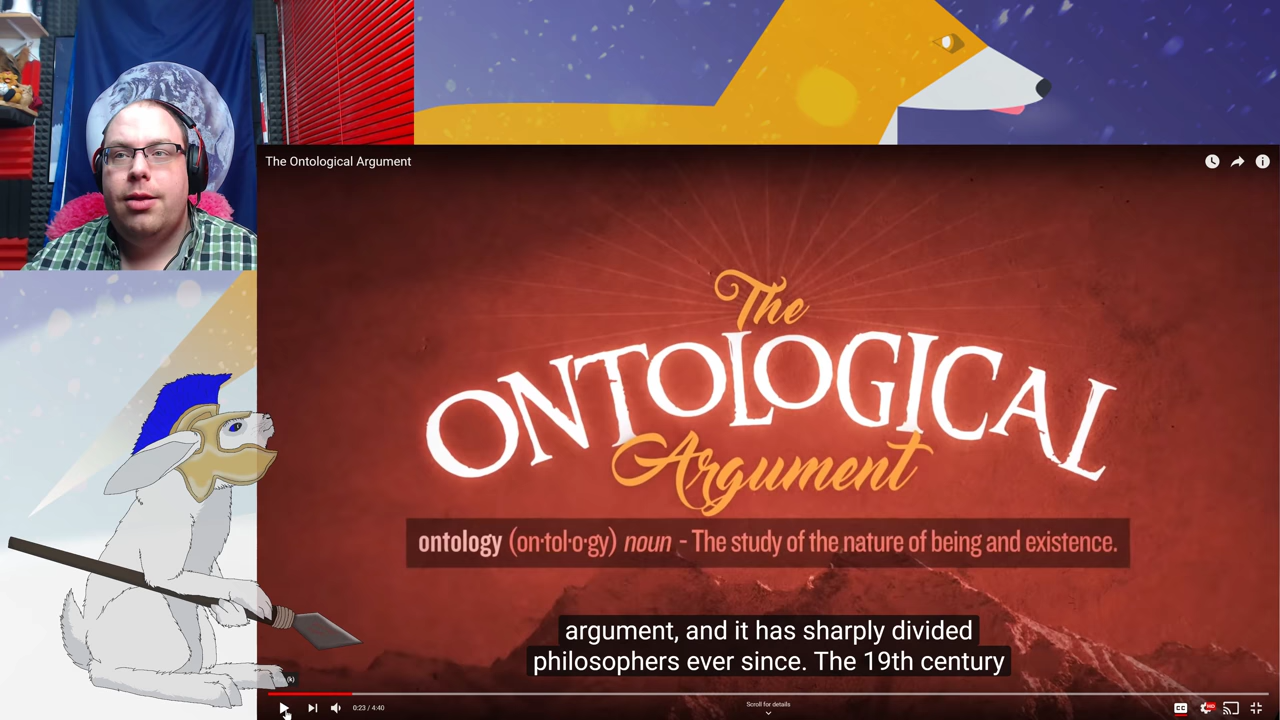 The Ontological Argument
The
ONTOLOGICAL
Argument
ontology (on·tol·o·gy) noun - The study of the nature of being and existence.
argument, and it has sharply divided
philosophers ever since. The 19th century
(k)
0:23 / 4:40
Scroll for details
CC
HD